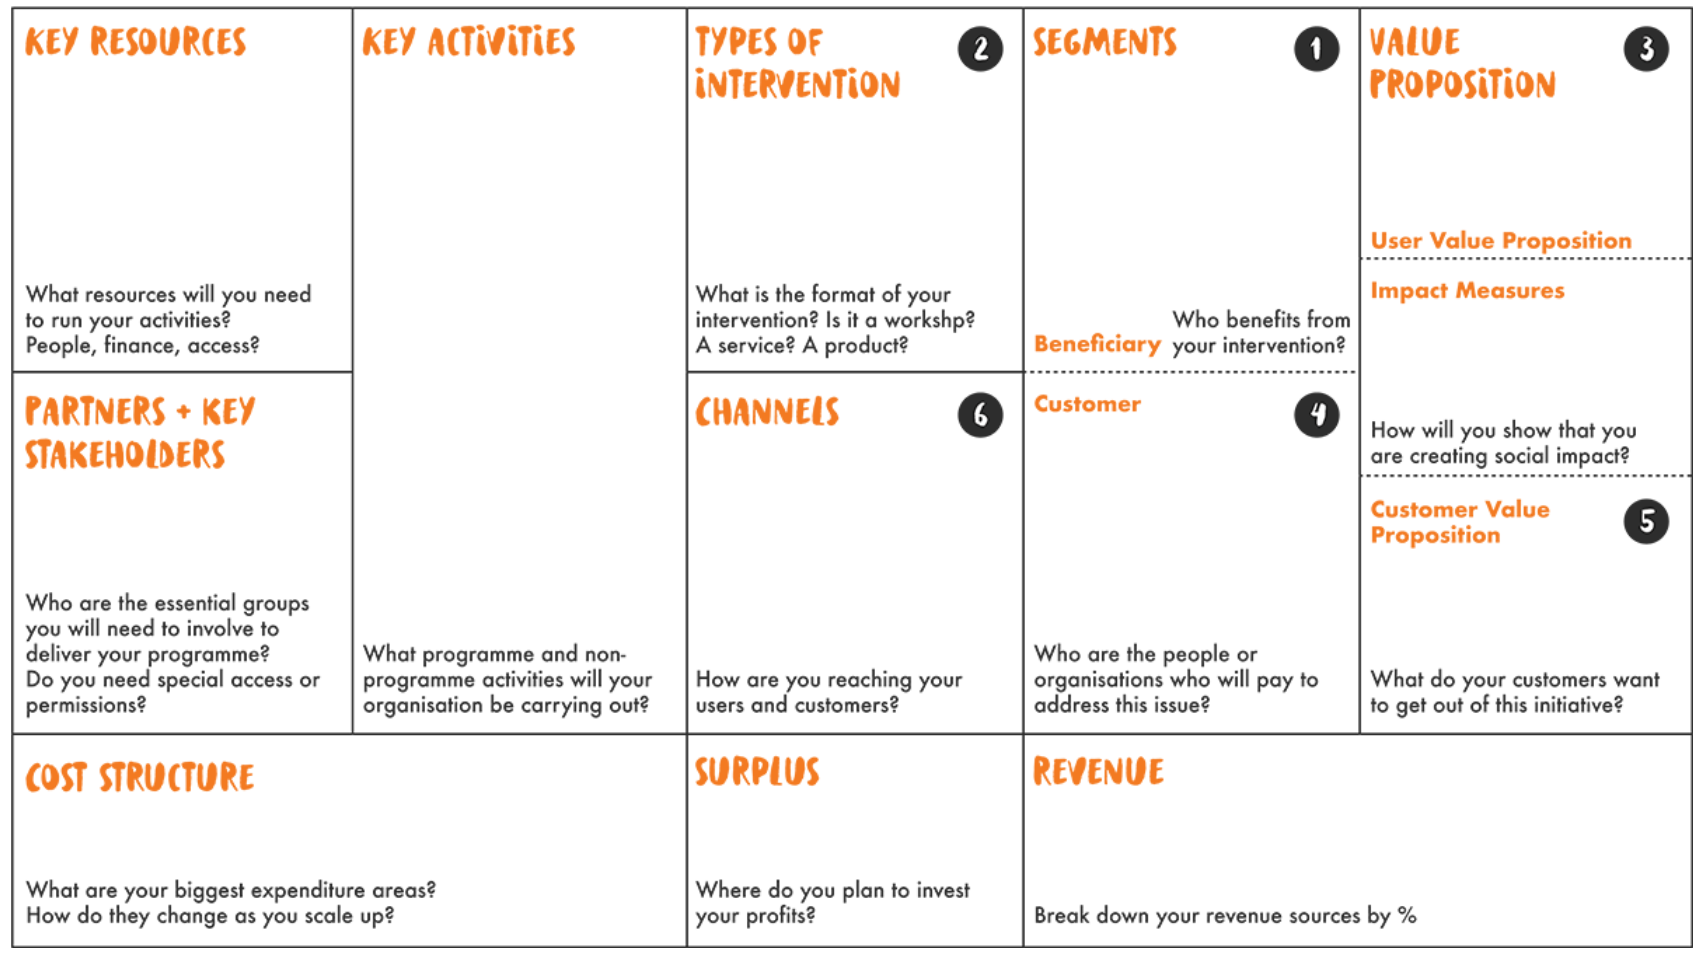 KEY RESOURCES
What resources will you need
to run your activities?
People, finance, access?
KEY ACTIVITIES
What programme and non-
programme activities will your
organisation be carrying out?
TYPES OF
INTERVENTION
2
What is the format of your
intervention? Is it a workshp?
A service? A product?
SEGMENTS
1
Who benefits from
Beneficiary your intervention?
VALUE
PROPOSITION
3
User Value Proposition
Impact Measures
How will you show that you
are creating social impact?
PARTNERS + KEY
STAKEHOLDERS
Who are the essential groups
you will need to involve to
deliver your programme?
Do you need special access or
permissions?
CHANNELS
6
How are you reaching your
users and customers?
Customer
4
Who are the people or
organisations who will pay to
address this issue?
Customer Value
Proposition
5
What do your customers want
to get out of this initiative?
COST STRUCTURE
What are your biggest expenditure areas?
How do they change as you scale up?
SURPLUS
Where do you plan to invest
your profits?
REVENUE
Break down your revenue sources by %